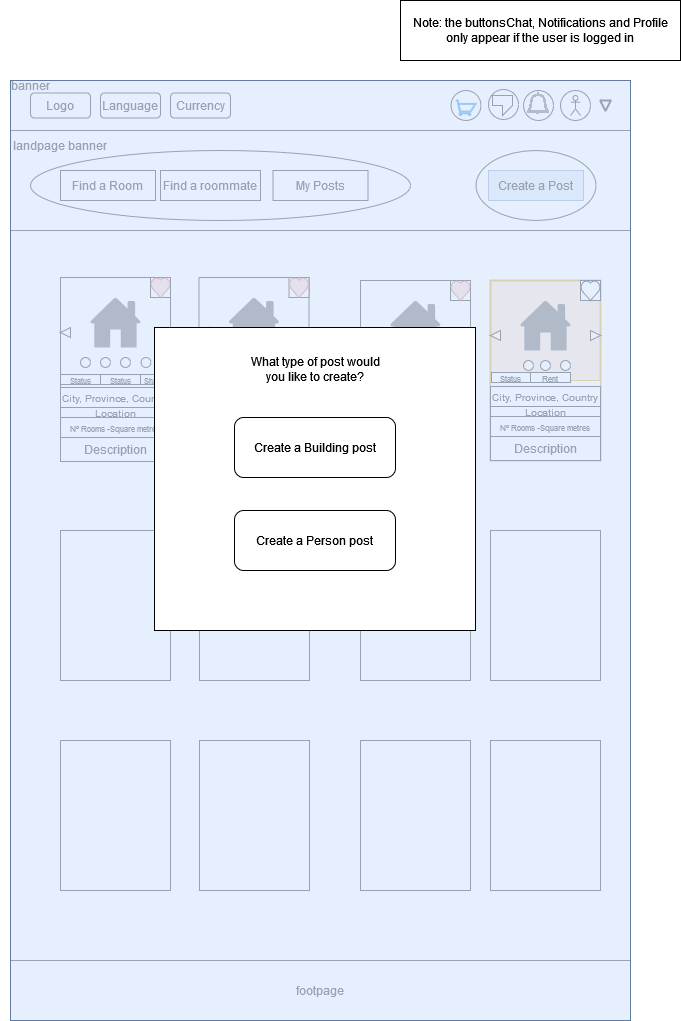 Note: the buttonsChat, Notifications and Profile
only appear if the user is logged in
banner
Logo
Language
Currency
landpage banner
Find a Room
Find a roommate
My Posts
Create a Post
Status
Status
Status
Rent
City, Province, Country
Location
Nº Rooms -Square metres
Description
City, Province, Country
Location
Nº Rooms -Square metres
Description
What type of post would
you like to create?
Create a Building post
Create a Person post
footpage